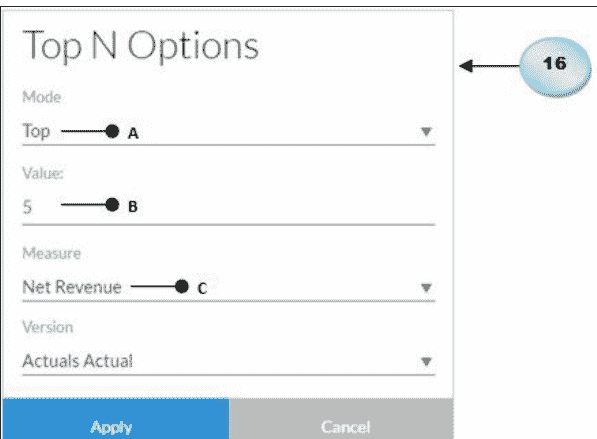 Top N Options
16
Mode
Top A
Value:
5 B
Measure
Net Revenue C
Version
Actuals Actual
Apply Cancel